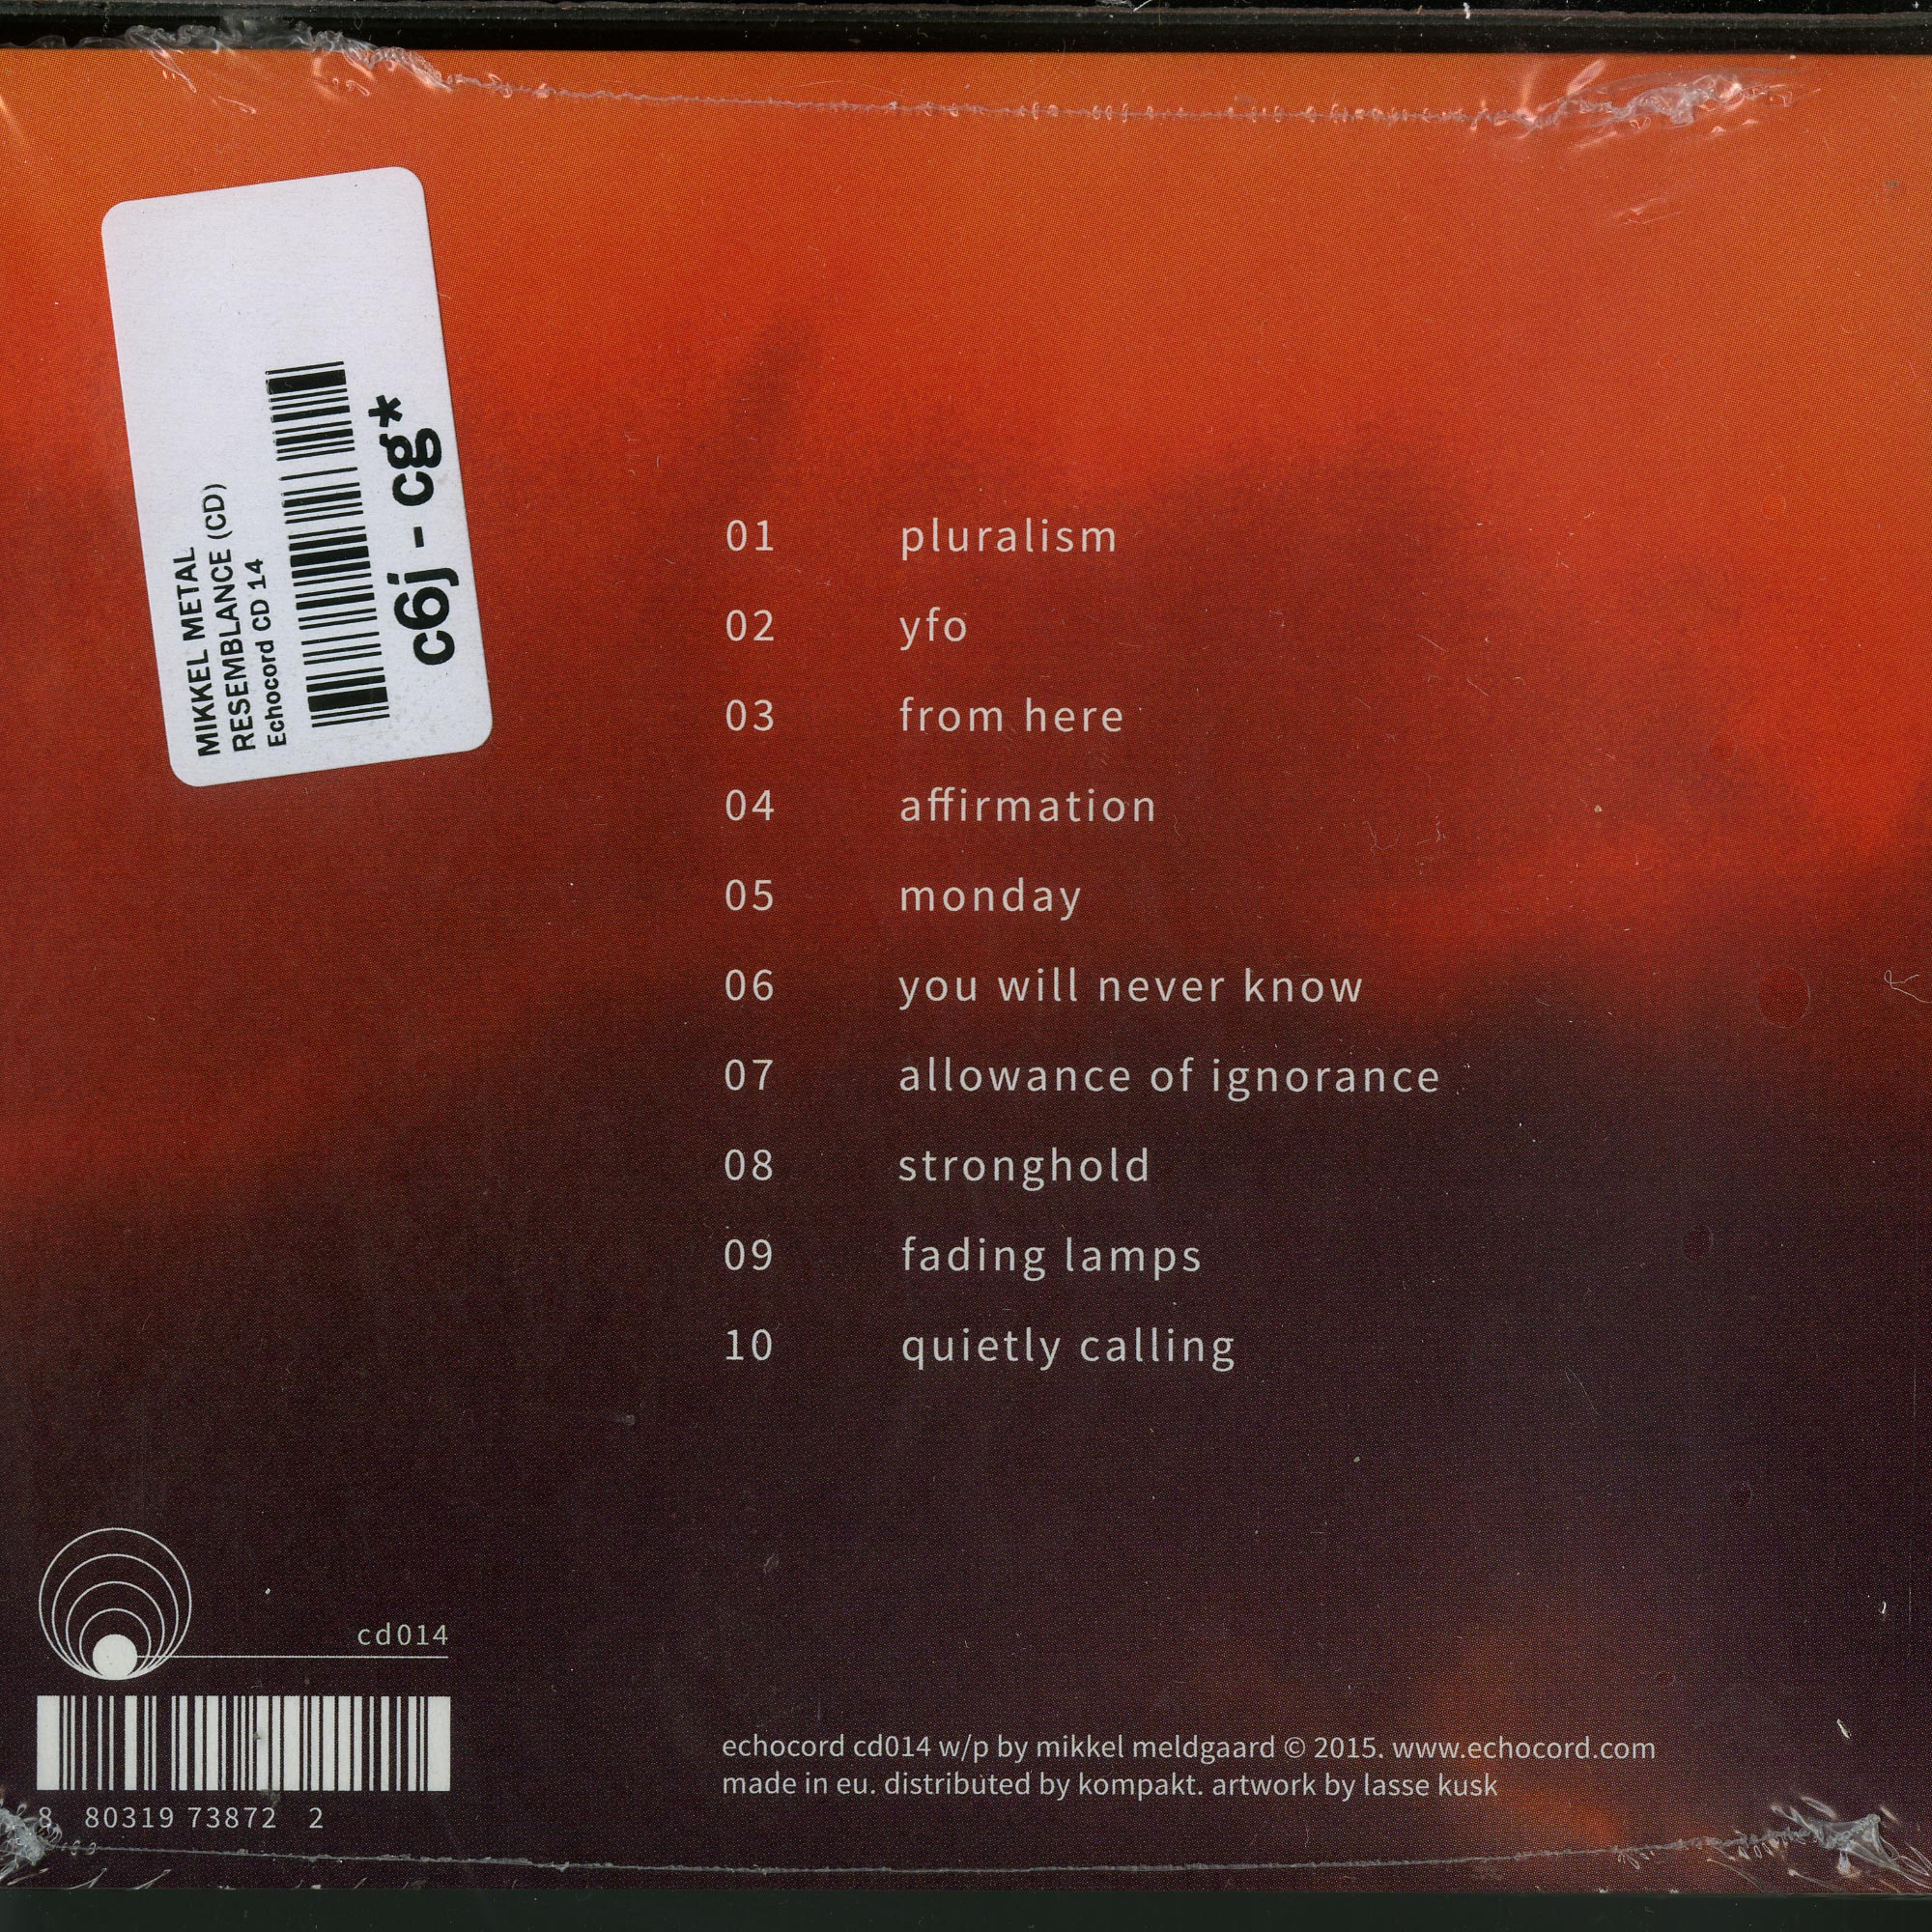 MIKKEL METAL
RESEMBLANCE (CD)
Echocord CD 14
c6j - cg*
01 pluralism
02 yfo
03 from here
04 affirmation
05 monday
06 you will never know
07 allowance of ignorance
08 stronghold
09 fading lamps
10 quietly calling
cd014
8 80319 73872 2
echocord cd014 w/p by mikkel meldgaard © 2015. www.echocord.com
made in eu. distributed by kompakt. artwork by lasse kusk